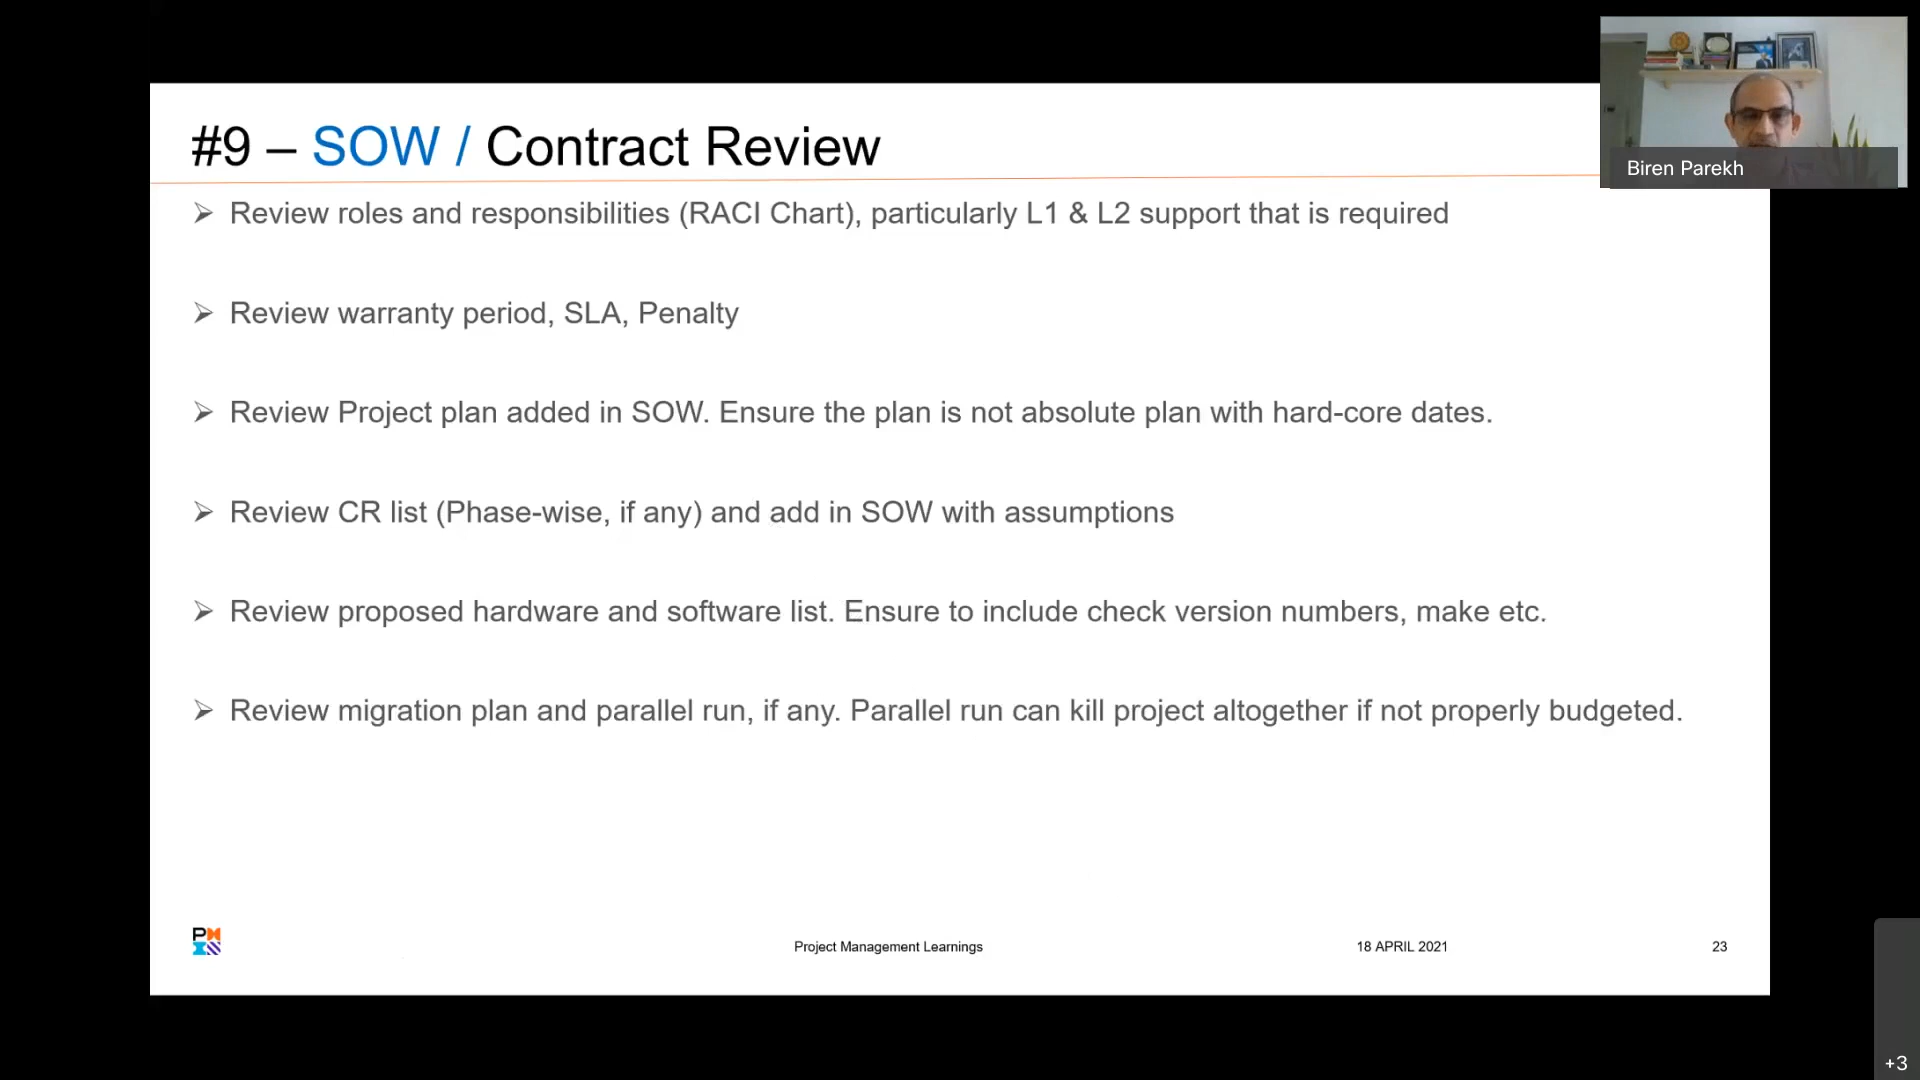 #9 – SOW / Contract Review
Biren Parekh
➢ Review roles and responsibilities (RACI Chart), particularly L1 & L2 support that is required
➢ Review warranty period, SLA, Penalty
➢ Review Project plan added in SOW. Ensure the plan is not absolute plan with hard-core dates.
➢ Review CR list (Phase-wise, if any) and add in SOW with assumptions
➢ Review proposed hardware and software list. Ensure to include check version numbers, make etc.
➢ Review migration plan and parallel run, if any. Parallel run can kill project altogether if not properly budgeted.
Project Management Learnings
18 APRIL 2021
23
+3